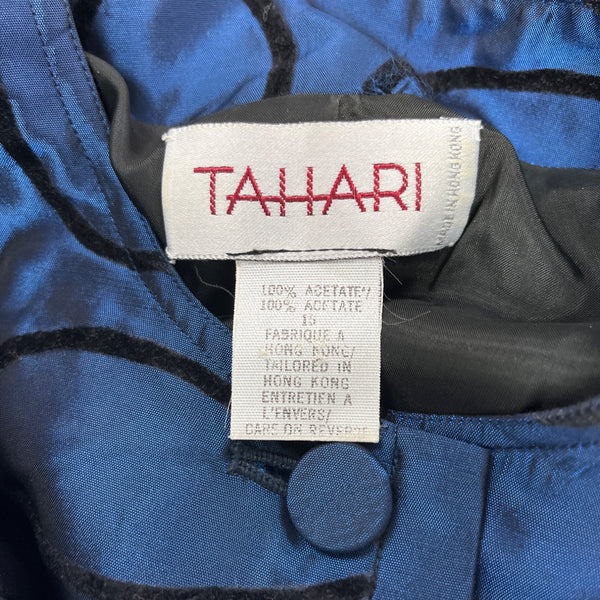 TAHARI
MADE IN HONG KONG
100% ACETATE/
100% ACETATE
15
FABRIQUE A
HONG KONG/
TAILORED IN
HONG KONG
ENTRETIEN A
L'ENVERS/
CARE ON REVERSE